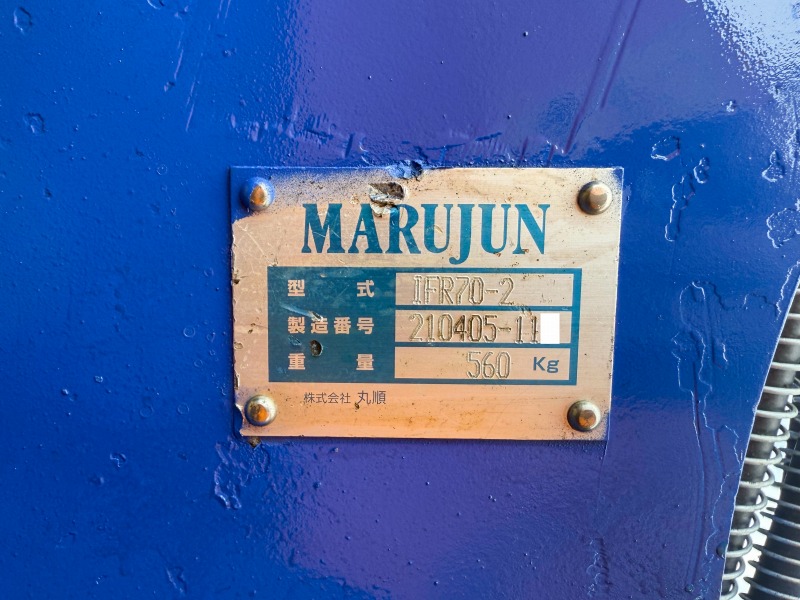 MARUJUN
型 式 IFR70-2
製造番号 210405-11
重 量 560 Kg
株式会社 丸順